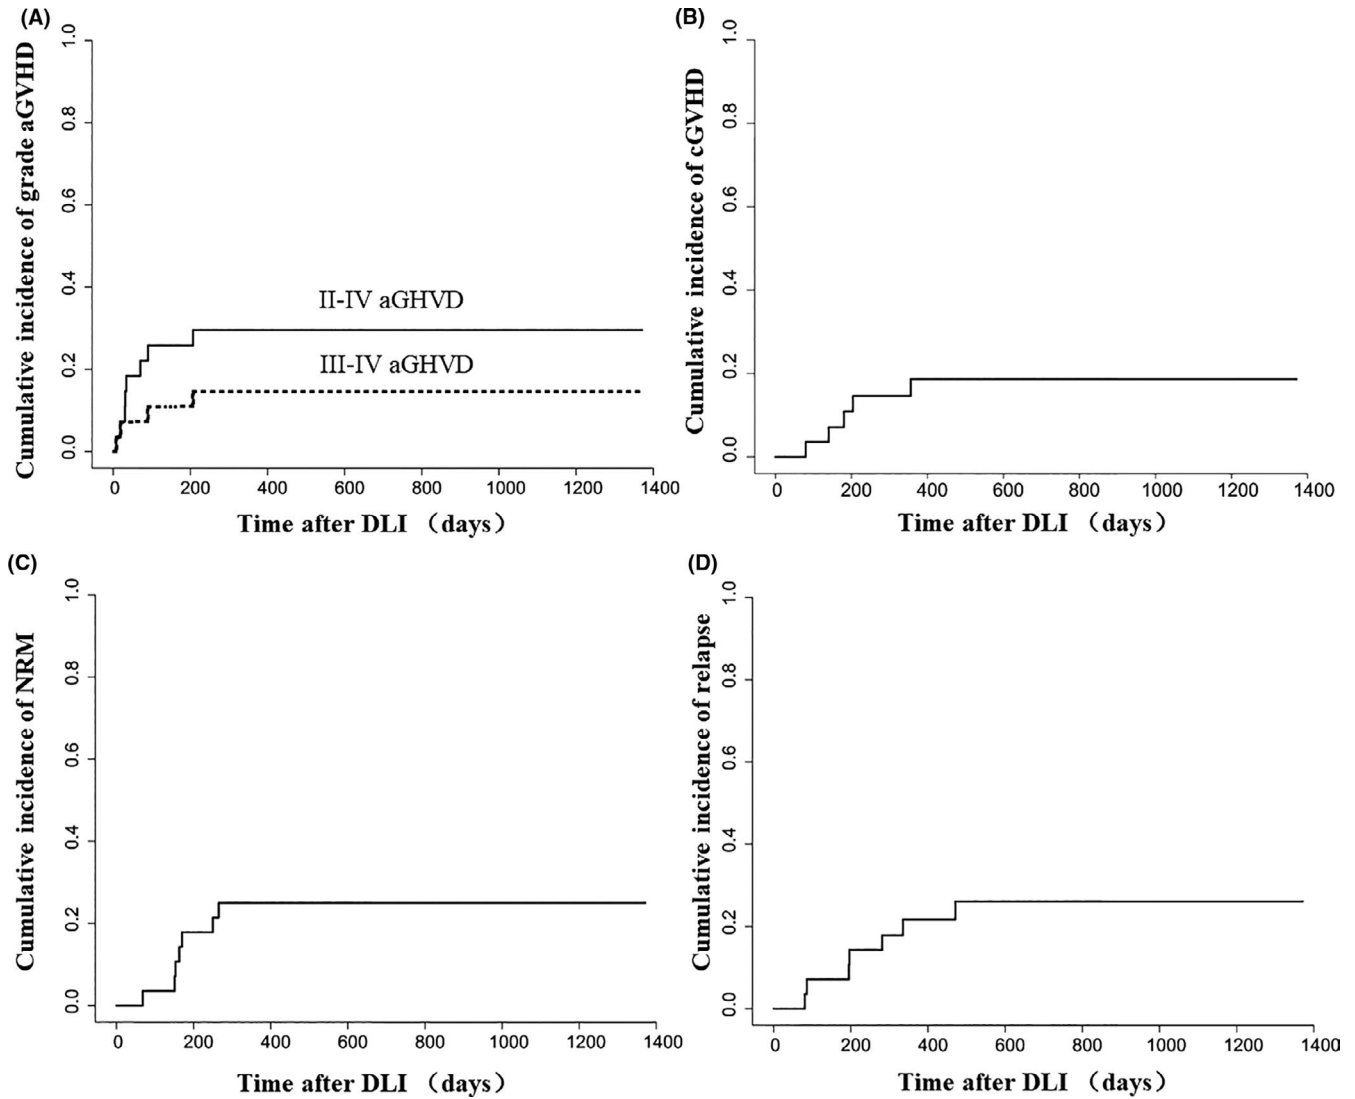 (A)
Cumulative incidence of grade aGVHD
0.0 0.2 0.4 0.6 0.8 1.0
II-IV aGHVD
III-IV aGHVD
0 200 400 600 800 1000 1200 1400
Time after DLI （days）
(B)
Cumulative incidence of cGVHD
0.0 0.2 0.4 0.6 0.8 1.0
0 200 400 600 800 1000 1200 1400
Time after DLI （days）
(C)
Cumulative incidence of NRM
0.0 0.2 0.4 0.6 0.8 1.0
0 200 400 600 800 1000 1200 1400
Time after DLI （days）
(D)
Cumulative incidence of relapse
0.0 0.2 0.4 0.6 0.8 1.0
0 200 400 600 800 1000 1200 1400
Time after DLI （days）